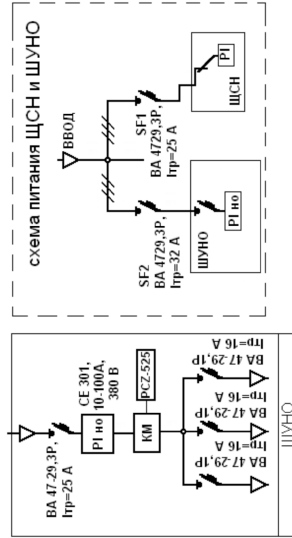 схема питания ЩСН и ШУНО
ВВОД
SF1
ВА 4729,3Р,
Iтр=25 А
PI
ЩСН
SF2
ВА 4729,3Р,
Iтр=32 А
PI но
ШУНО
ВА 47-29,3Р,
Iтр=25 А
PI но
СЕ 301,
10-100А,
380 В
КМ
PCZ-525
ВА 47-29,1Р
Iтр=16 А
ВА 47-29,1Р
Iтр=16 А
ВА 47-29,1Р
Iтр=16 А
ШУНО